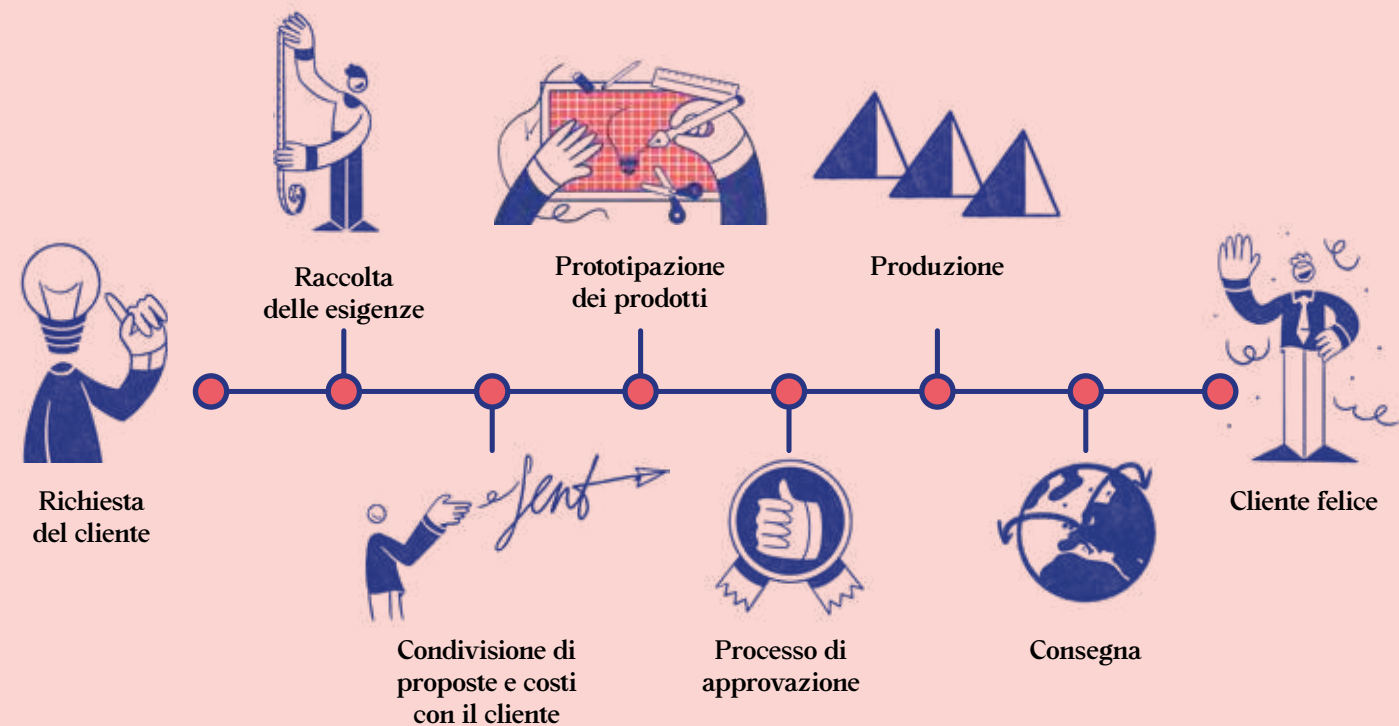 Richiesta
del cliente
Raccolta
delle esigenze
Condivisione di
proposte e costi
con il cliente
sent
Prototipazione
dei prodotti
Processo di
approvazione
Produzione
Consegna
Cliente felice